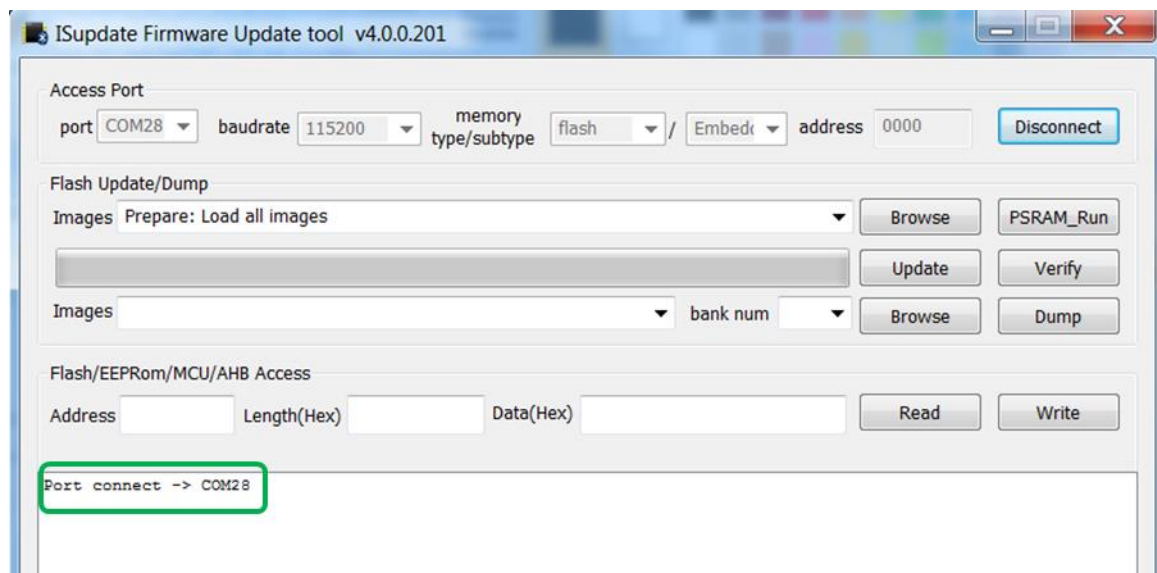 ISupdate Firmware Update tool v4.0.0.201
Access Port
port COM28 baudrate 115200 memory type/subtype flash / Embedd address 0000 Disconnect
Flash Update/Dump
Images Prepare: Load all images Browse PSRAM_Run
Update Verify
Images bank num Browse Dump
Flash/EEPRom/MCU/AHB Access
Address Length(Hex) Data(Hex) Read Write
Port connect -> COM28